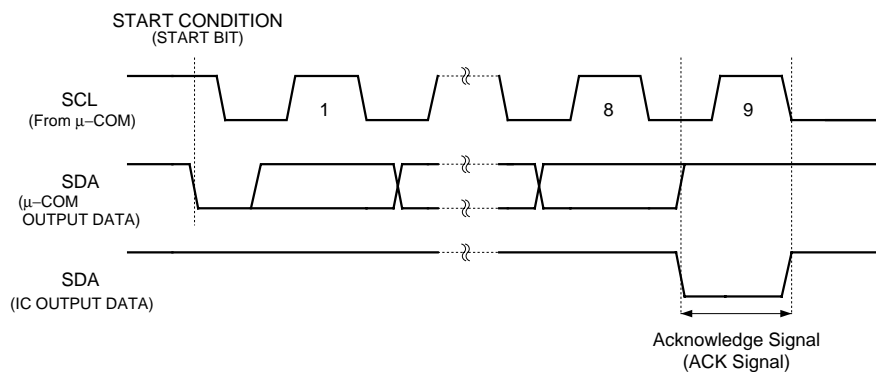 START CONDITION
(START BIT)
SCL
(From μ−COM)
1
8
9
SDA
(μ−COM
OUTPUT DATA)
SDA
(IC OUTPUT DATA)
Acknowledge Signal
(ACK Signal)